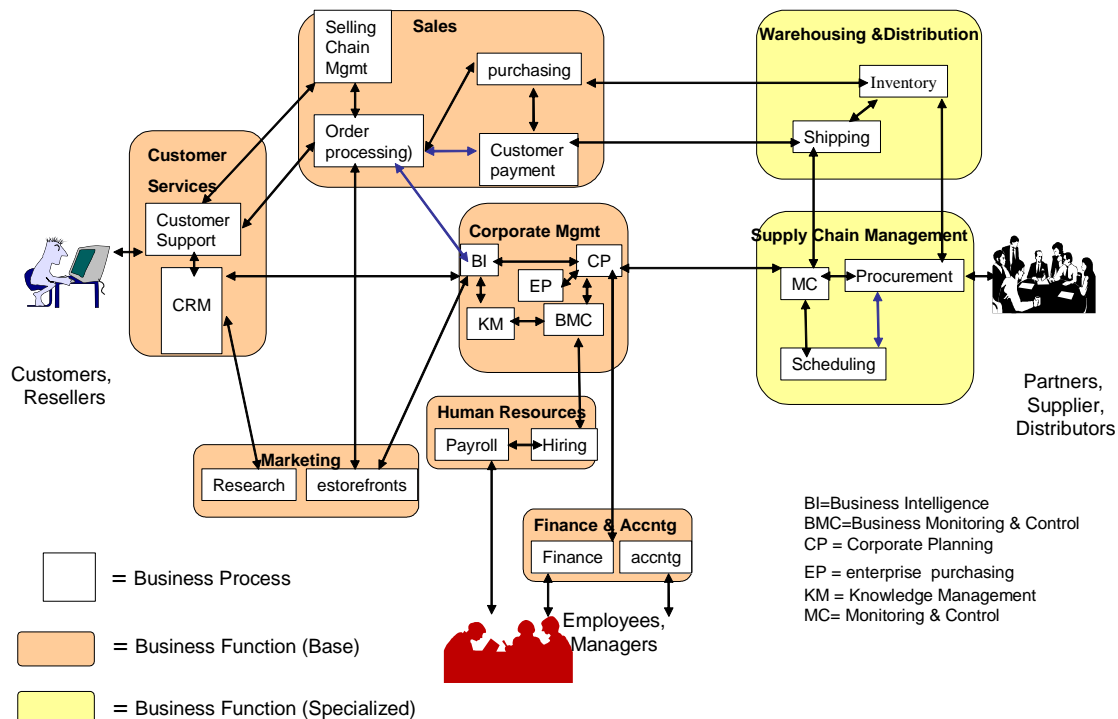 Sales
Selling
Chain
Mgmt
purchasing
Order
processing)
Customer
payment
Warehousing &Distribution
Inventory
Shipping
Customer
Services
Customer
Support
CRM
Corporate Mgmt
BI
CP
EP
KM
BMC
Supply Chain Management
MC
Procurement
Scheduling
Customers,
Resellers
Partners,
Supplier,
Distributors
Human Resources
Payroll
Hiring
Marketing
Research
estorefronts
Finance & Accntg
Finance
accntg
Employees,
Managers
BI=Business Intelligence
BMC=Business Monitoring & Control
CP = Corporate Planning
EP = enterprise purchasing
KM = Knowledge Management
MC= Monitoring & Control
= Business Process
= Business Function (Base)
= Business Function (Specialized)